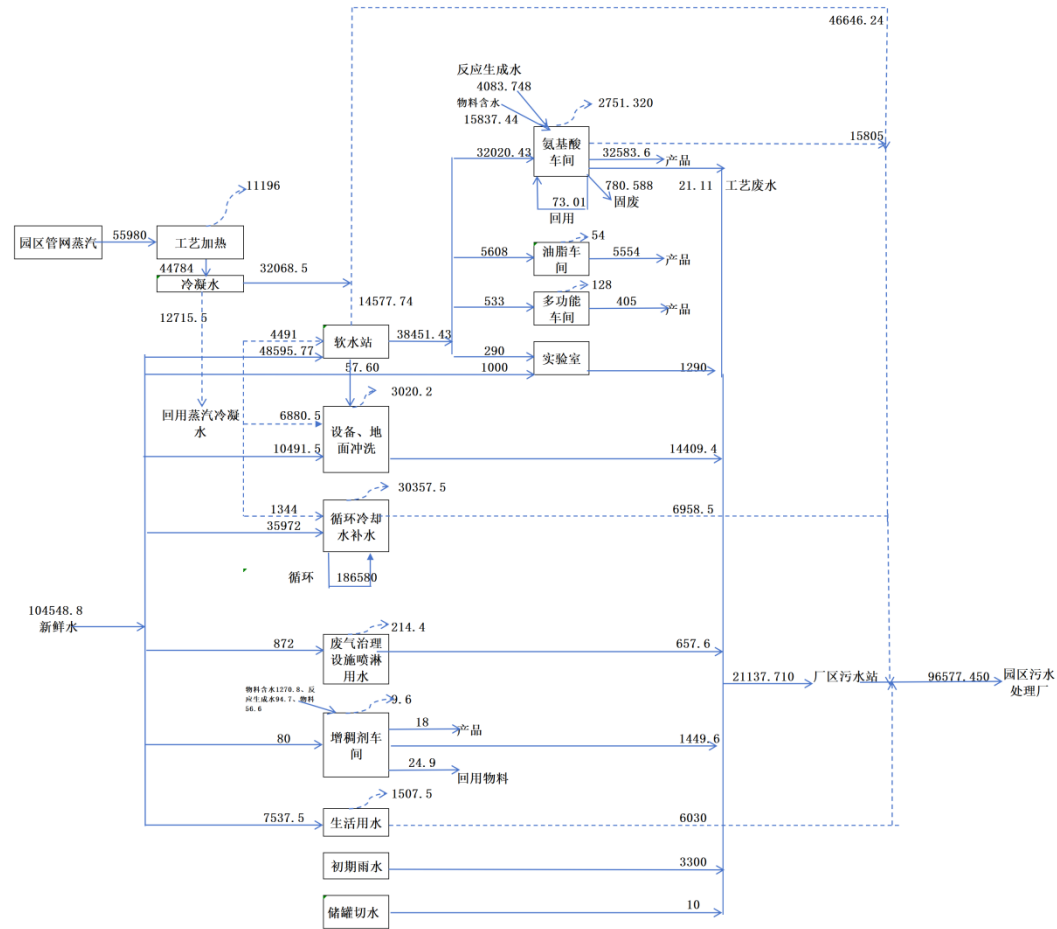 46646.24
反应生成水
4083.748
物料含水
15837.44
2751.320
氨基酸
车间
15805
32020.43
32583.6
产品
780.588
固废
21.11
工艺废水
73.01
回用
11196
园区管网蒸汽
55980
工艺加热
44784
冷凝水
32068.5
12715.5
54
5608
油脂车
间
5554
产品
128
533
多功能
车间
405
产品
14577.74
4491
48595.77
软水站
38451.43
290
实验室
57.60
1000
1290
3020.2
回用蒸汽冷凝
水
6880.5
设备、地
面冲洗
10491.5
14409.4
30357.5
1344
循环冷却
水补水
35972
6958.5
循环
186580
104548.8
新鲜水
214.4
872
废气治理
设施喷淋
用水
657.6
21137.710
厂区污水站
96577.450
园区污水
处理厂
物料含水1270.8、反
应生成水94.7、物料
56.6
9.6
80
增稠剂车
间
18
产品
1449.6
24.9
回用物料
1507.5
7537.5
生活用水
6030
初期雨水
3300
储罐切水
10